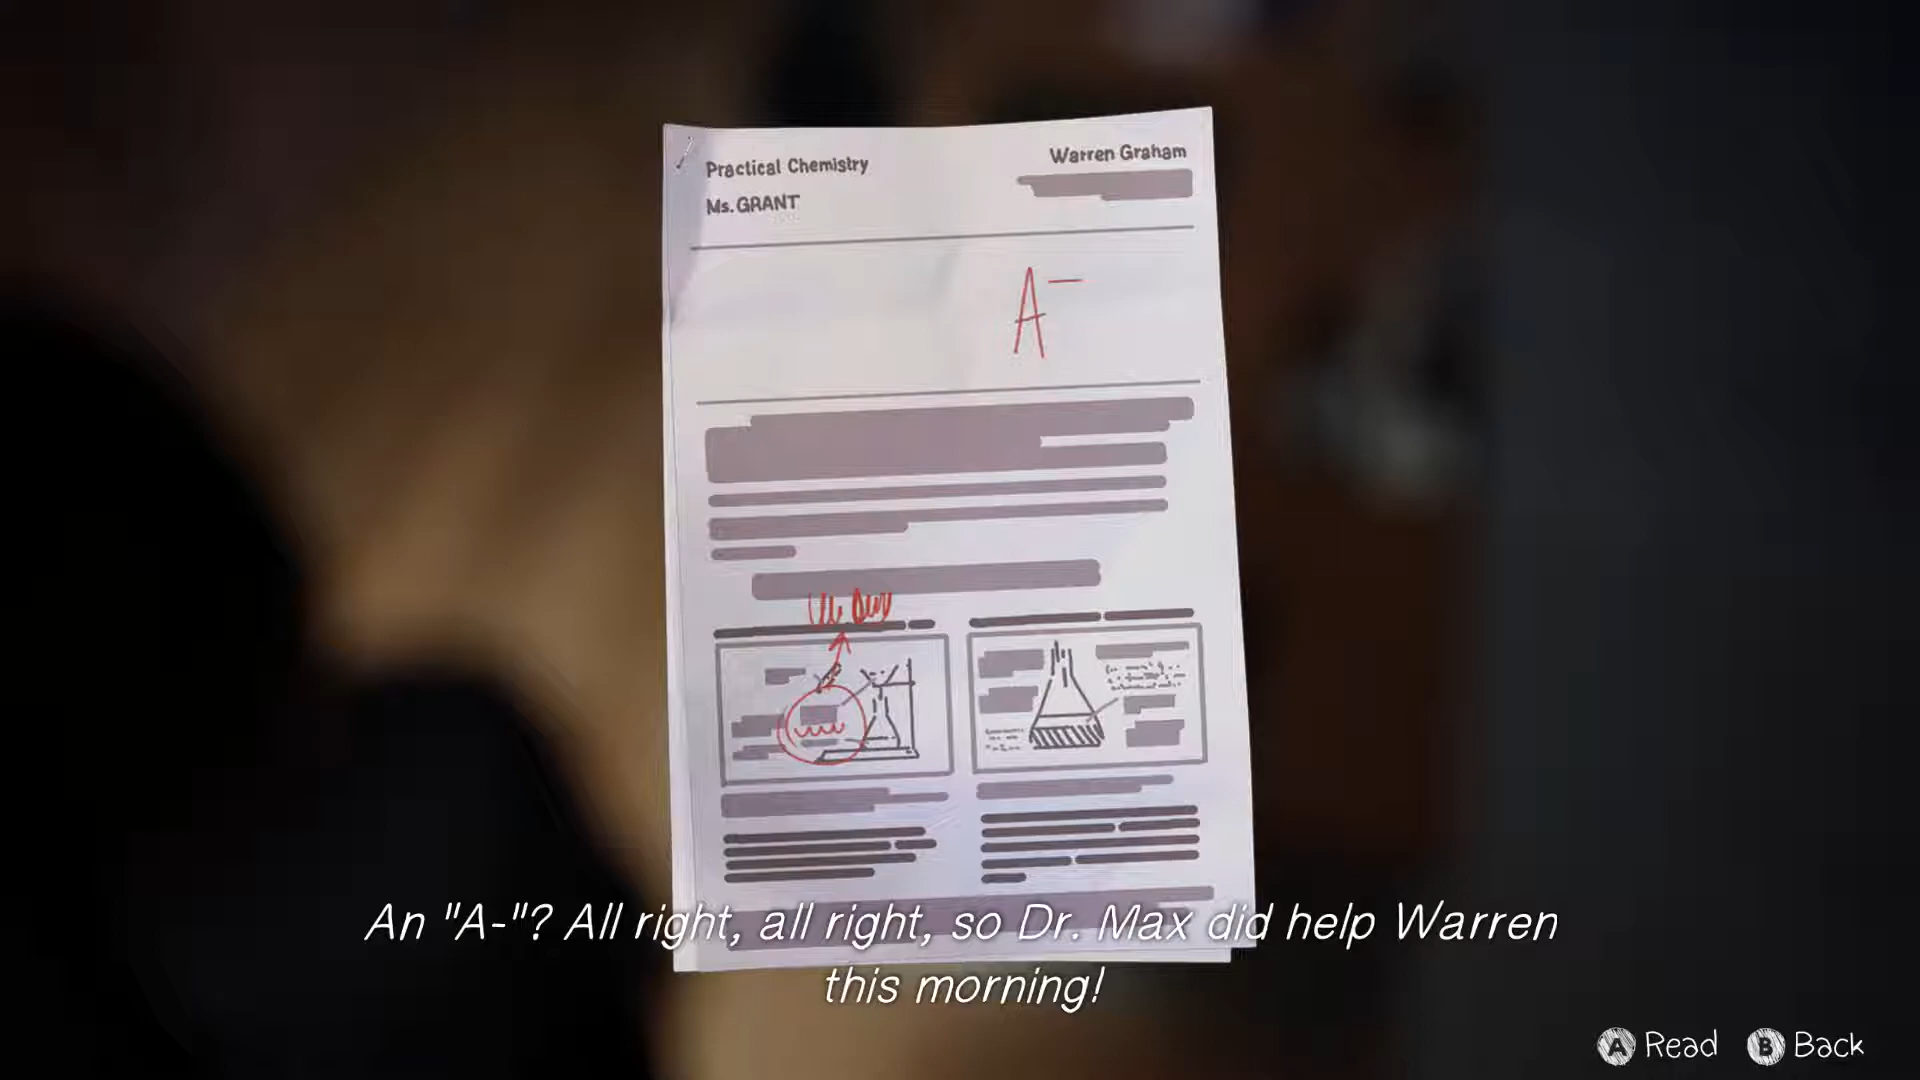 Practical Chemistry
Warren Graham
Ms. GRANT
A-
An "A-"? All right, all right, so Dr. Max did help Warren
this morning!
A Read B Back